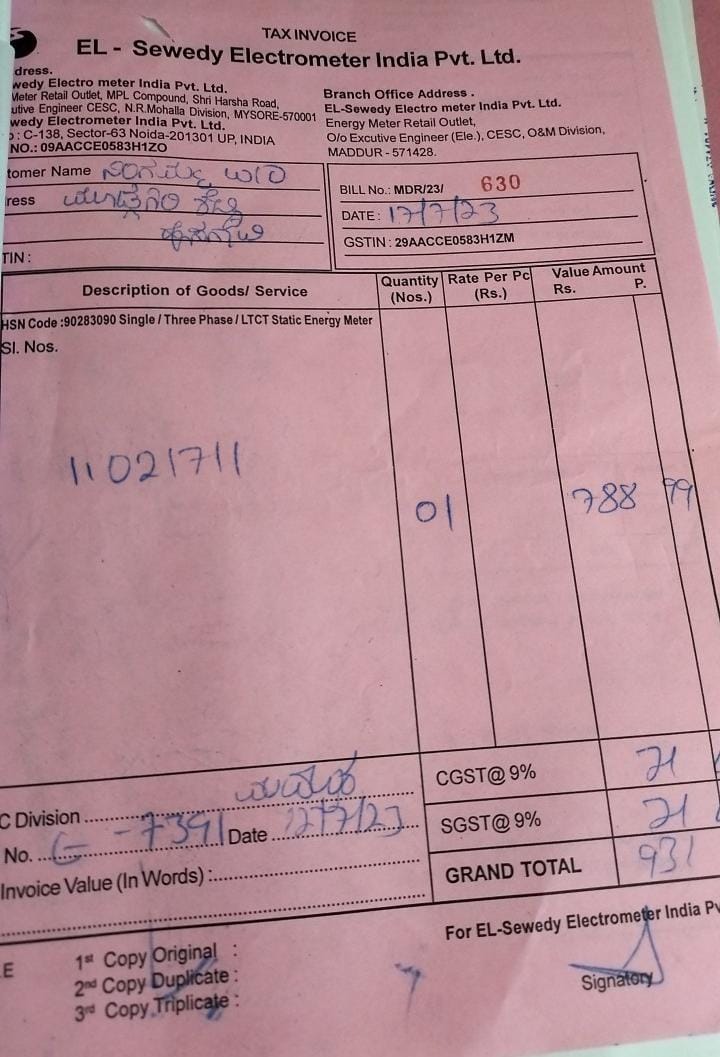 TAX INVOICE
EL - Sewedy Electrometer India Pvt. Ltd.
dress.
wedy Electro meter India Pvt. Ltd.
Meter Retail Outlet, MPL Compound, Shri Harsha Road,
utive Engineer CESC, N.R.Mohalla Division, MYSORE-570001
wedy Electrometer India Pvt. Ltd.
: C-138, Sector-63 Noida-201301 UP, INDIA
NO.: 09AACCE0583H1ZO
Branch Office Address .
EL-Sewedy Electro meter India Pvt. Ltd.
Energy Meter Retail Outlet,
O/o Excutive Engineer (Ele.), CESC, O&M Division,
MADDUR - 571428.
tomer Name
ress
TIN :
BILL No.: MDR/23/ 630
DATE : 17/7/23
GSTIN : 29AACCE0583H1ZM
Description of Goods/ Service Quantity (Nos.) Rate Per Pc (Rs.) Value Amount Rs. P.
HSN Code :90283090 Single / Three Phase / LTCT Static Energy Meter
Sl. Nos.
11021711 01 788 99
CGST@ 9% 71
C Division
SGST@ 9% 71
No. G-7391 Date 17/7/23
GRAND TOTAL 931
Invoice Value (In Words) :
For EL-Sewedy Electrometer India Pv
E
1st Copy Original :
2nd Copy Duplicate :
3rd Copy Triplicate :
Signatory